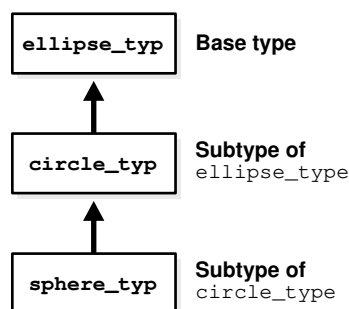 ellipse_typ Base type
circle_typ Subtype of
ellipse_type
sphere_typ Subtype of
circle_type